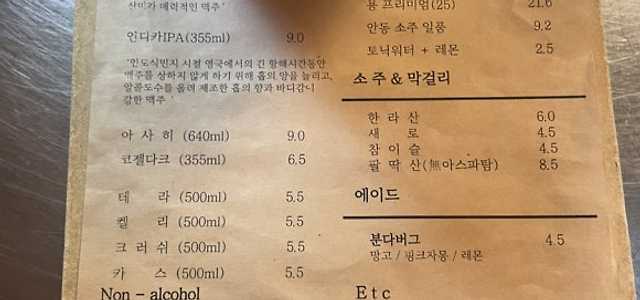 산미가 매력적인 맥주'
인디카IPA(355ml) 9.0
'인도식민지 시절 영국에서의 긴 항해시간동안
맥주를 상하지 않게 하기 위해 홉의 양을 늘리고,
알콜도수를 올려 제조한 홉의 향과 바디감이
강한 맥주'
아 사 히 (640ml) 9.0
코젤다크 (355ml) 6.5
테 라 (500ml) 5.5
켈 리 (500ml) 5.5
크 러 쉬 (500ml) 5.5
카 스 (500ml) 5.5
Non - alcohol
용 프리미엄(25) 21.6
안동 소주 일품 9.2
토닉워터 + 레몬 2.5
소 주 & 막걸리
한 라 산 6.0
새 로 4.5
참 이 슬 4.5
팔 딱 산(無아스파탐) 8.5
에이드
분다버그 4.5
망고 / 핑크자몽 / 레몬
E t c